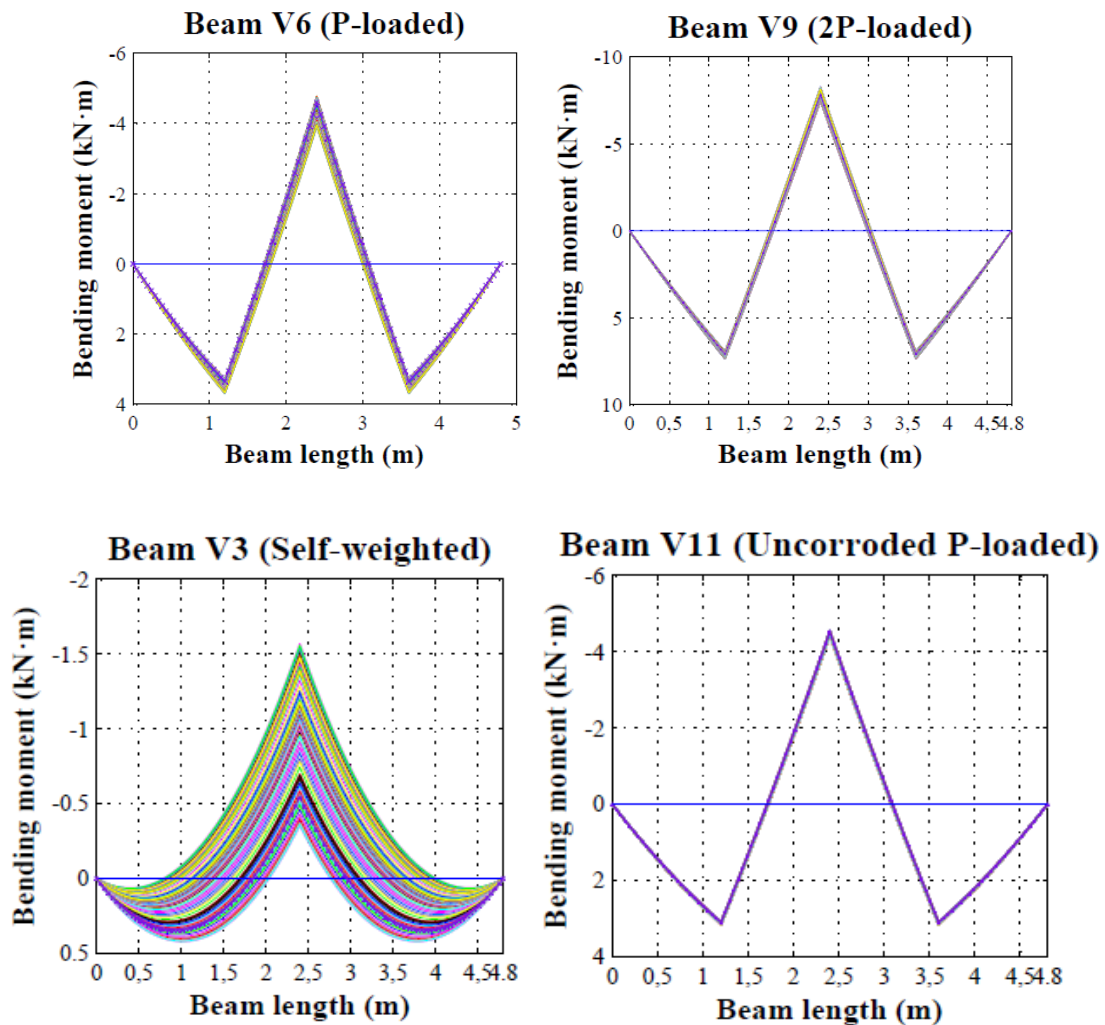 Beam V6 (P-loaded)
Bending moment (kN·m)
-6
-4
-2
0
2
4
0 1 2 3 4 5
Beam length (m)
Beam V9 (2P-loaded)
Bending moment (kN·m)
-10
-5
0
5
10
0 0,5 1 1,5 2 2,5 3 3,5 4 4,54.8
Beam length (m)
Beam V3 (Self-weighted)
Bending moment (kN·m)
-2
-1.5
-1
-0.5
0
0.5
0 0,5 1 1,5 2 2,5 3 3,5 4 4,54.8
Beam length (m)
Beam V11 (Uncorroded P-loaded)
Bending moment (kN·m)
-6
-4
-2
0
2
4
0 0,5 1 1,5 2 2,5 3 3,5 4 4,54.8
Beam length (m)